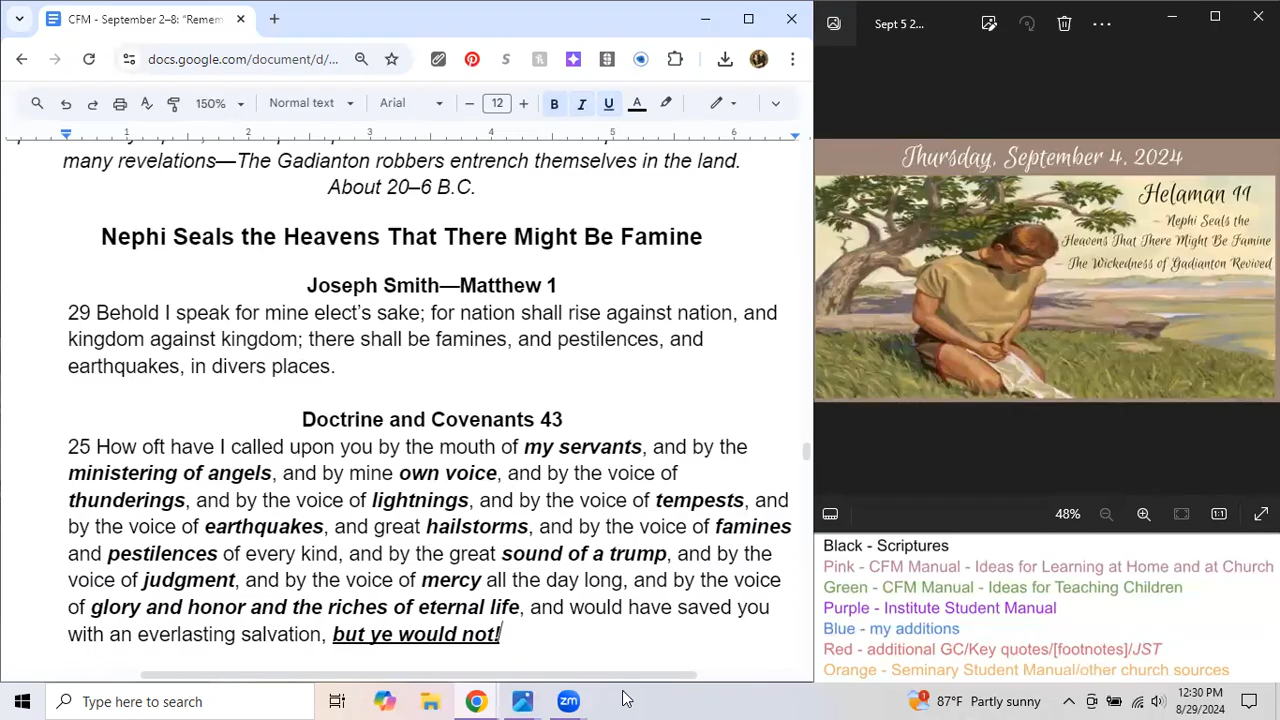 CFM - September 2–8: “Remem
docs.google.com/document/d/...
150%
Normal text
Arial
12
B
I
U
A
1
2
3
4
5
6
many revelations—The Gadianton robbers entrench themselves in the land.
About 20–6 B.C.
Nephi Seals the Heavens That There Might Be Famine
Joseph Smith—Matthew 1
29 Behold I speak for mine elect’s sake; for nation shall rise against nation, and
kingdom against kingdom; there shall be famines, and pestilences, and
earthquakes, in divers places.
Doctrine and Covenants 43
25 How oft have I called upon you by the mouth of my servants, and by the
ministering of angels, and by mine own voice, and by the voice of
thunderings, and by the voice of lightnings, and by the voice of tempests, and
by the voice of earthquakes, and great hailstorms, and by the voice of famines
and pestilences of every kind, and by the great sound of a trump, and by the
voice of judgment, and by the voice of mercy all the day long, and by the voice
of glory and honor and the riches of eternal life, and would have saved you
with an everlasting salvation, but ye would not!
Sept 5 2...
Thursday, September 4, 2024
Helaman 11
~ Nephi Seals the
Heavens That There Might Be Famine
~ The Wickedness of Gadianton Revived
48%
1:1
Black - Scriptures
Pink - CFM Manual - Ideas for Learning at Home and at Church
Green - CFM Manual - Ideas for Teaching Children
Purple - Institute Student Manual
Blue - my additions
Red - additional GC/Key quotes/[footnotes]/JST
Orange - Seminary Student Manual/other church sources
Type here to search
zm
1
87°F Partly sunny
12:30 PM
8/29/2024